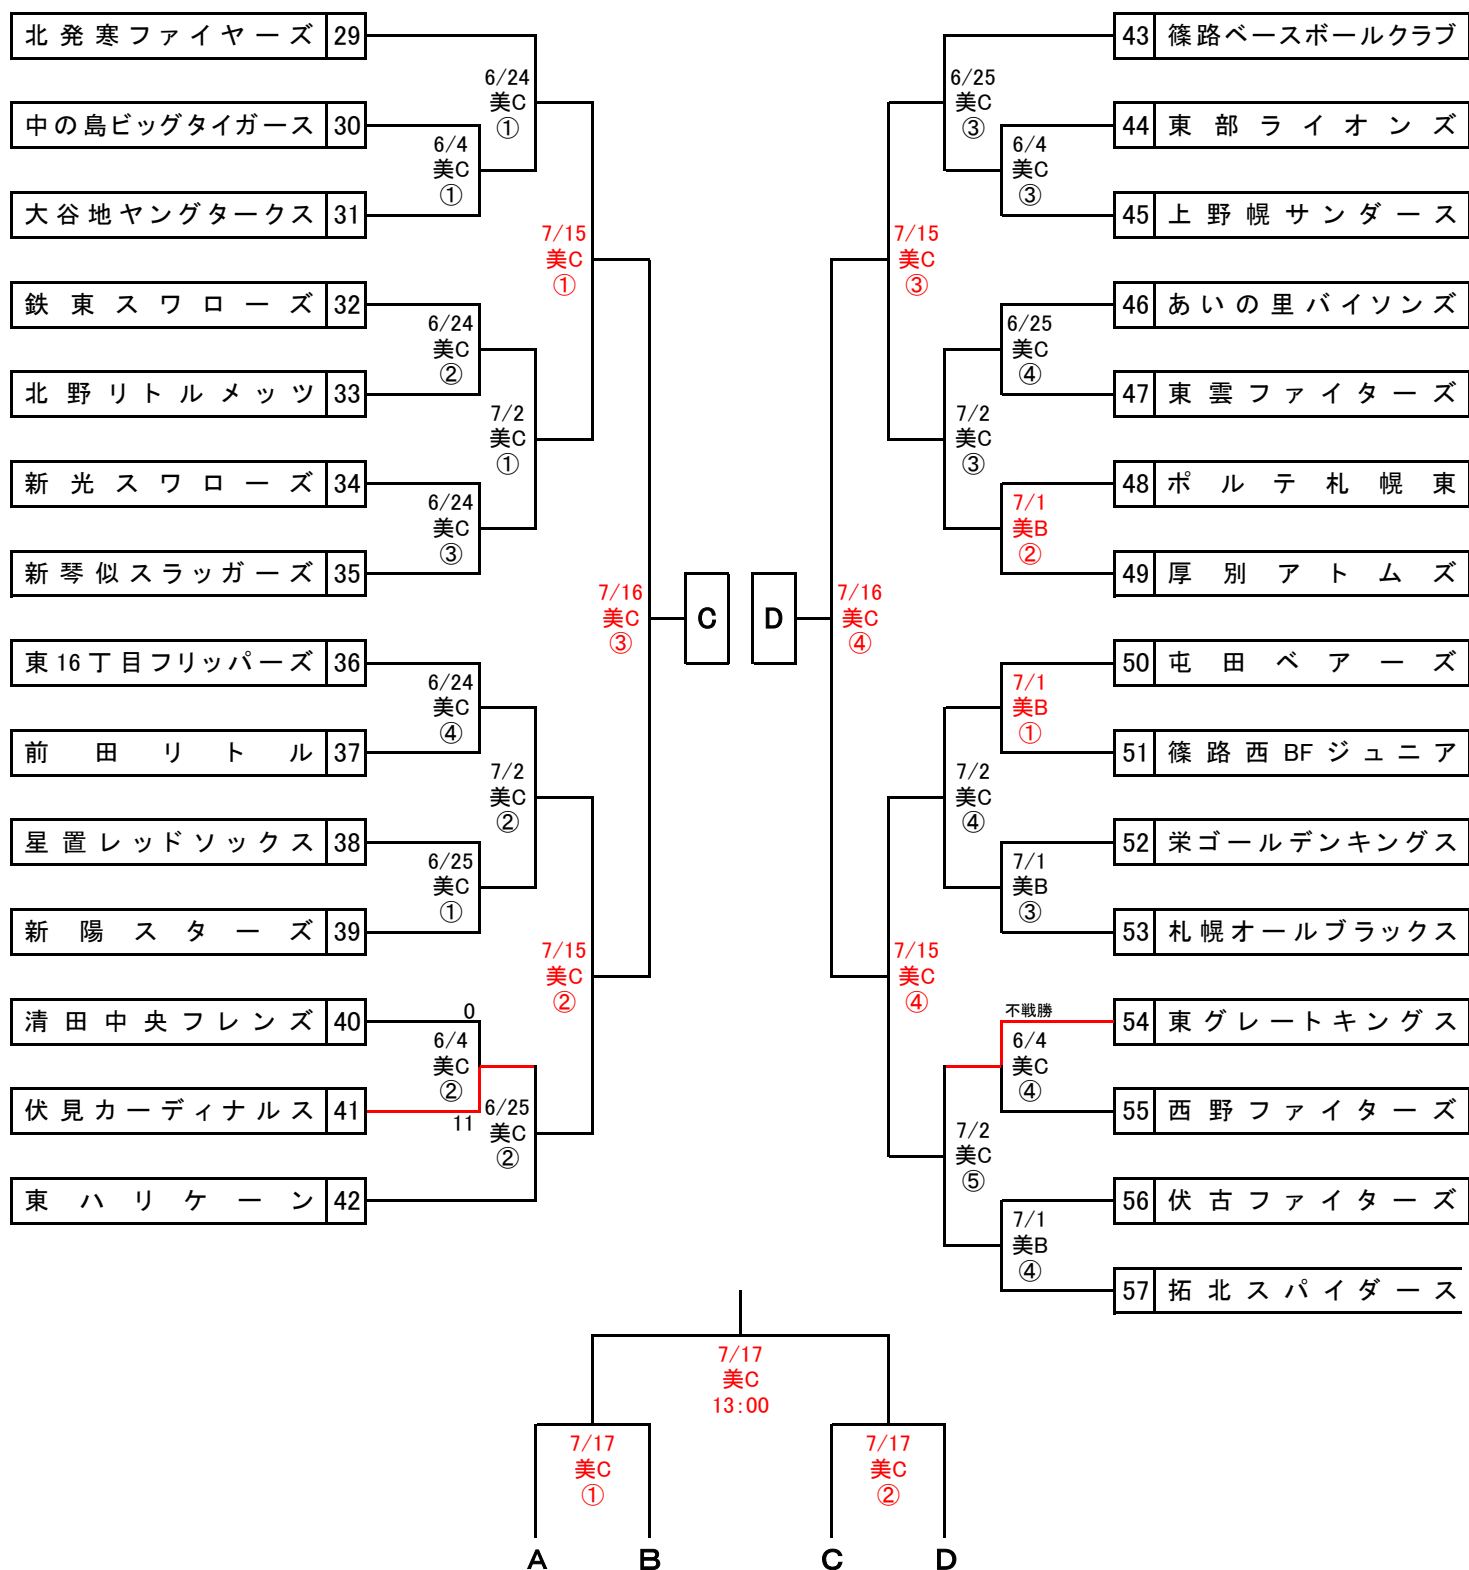 北発寒ファイヤーズ 29
6/24
美C
①
中の島ビッグタイガース 30
6/4
美C
①
大谷地ヤングタークス 31
7/15
美C
①
鉄東スワローズ 32
6/24
美C
②
北野リトルメッツ 33
7/2
美C
①
新光スワローズ 34
6/24
美C
③
新琴似スラッガーズ 35
7/16
美C
③
C
東16丁目フリッパーズ 36
6/24
美C
④
前田リトル 37
7/2
美C
②
星置レッドソックス 38
6/25
美C
①
新陽スターズ 39
7/15
美C
②
清田中央フレンズ 40
0
6/4
美C
②
伏見カーディナルス 41
11
6/25
美C
②
東ハリケーン 42
43 篠路ベースボールクラブ
6/25
美C
③
44 東部ライオンズ
6/4
美C
③
45 上野幌サンダース
7/15
美C
③
46 あいの里バイソンズ
6/25
美C
④
47 東雲ファイターズ
7/2
美C
③
48 ポルテ札幌東
7/1
美B
②
49 厚別アトムズ
D
7/16
美C
④
50 屯田ベアーズ
7/1
美B
①
51 篠路西BFジュニア
7/2
美C
④
52 栄ゴールデンキングス
7/1
美B
③
53 札幌オールブラックス
7/15
美C
④
不戦勝
54 東グレートキングス
6/4
美C
④
55 西野ファイターズ
7/2
美C
⑤
56 伏古ファイターズ
7/1
美B
④
57 拓北スパイダース
7/17
美C
13:00
7/17
美C
①
7/17
美C
②
A B C D